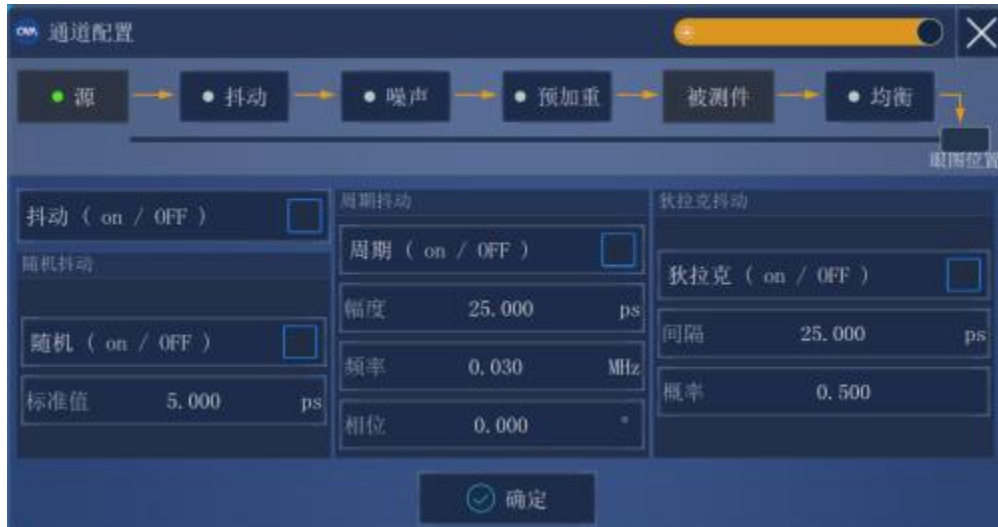 通道配置
源
抖动
噪声
预加重
被测件
均衡
眼图位置
抖动 ( on / OFF )
随机抖动
随机 ( on / OFF )
标准值 5.000 ps
周期抖动
周期 ( on / OFF )
幅度 25.000 ps
频率 0.030 MHz
相位 0.000 °
狄拉克抖动
狄拉克 ( on / OFF )
间隔 25.000 ps
概率 0.500
确定